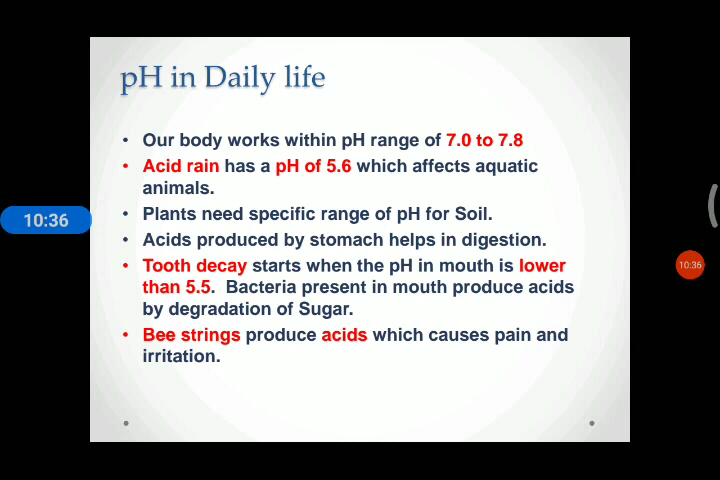 pH in Daily life
• Our body works within pH range of 7.0 to 7.8
• Acid rain has a pH of 5.6 which affects aquatic
animals.
• Plants need specific range of pH for Soil.
10:36
• Acids produced by stomach helps in digestion.
• Tooth decay starts when the pH in mouth is lower
10:36
than 5.5. Bacteria present in mouth produce acids
by degradation of Sugar.
• Bee strings produce acids which causes pain and
irritation.